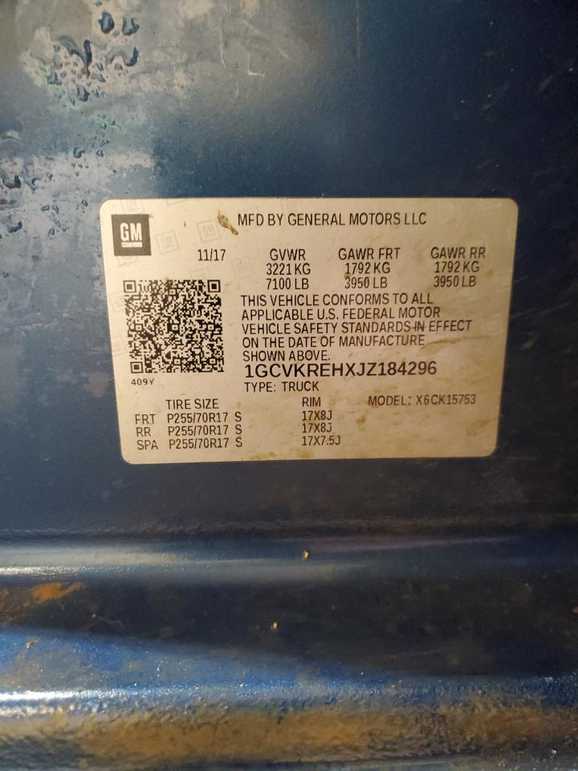 GM
MFD BY GENERAL MOTORS LLC
11/17 GVWR GAWR FRT GAWR RR
3221 KG 1792 KG 1792 KG
7100 LB 3950 LB 3950 LB
THIS VEHICLE CONFORMS TO ALL
APPLICABLE U.S. FEDERAL MOTOR
VEHICLE SAFETY STANDARDS IN EFFECT
ON THE DATE OF MANUFACTURE
SHOWN ABOVE.
1GCVKREHXJZ184296
409Y
TYPE: TRUCK
TIRE SIZE RIM MODEL: X6CK15753
FRT P255/70R17 S 17X8J
RR P255/70R17 S 17X8J
SPA P255/70R17 S 17X7.5J